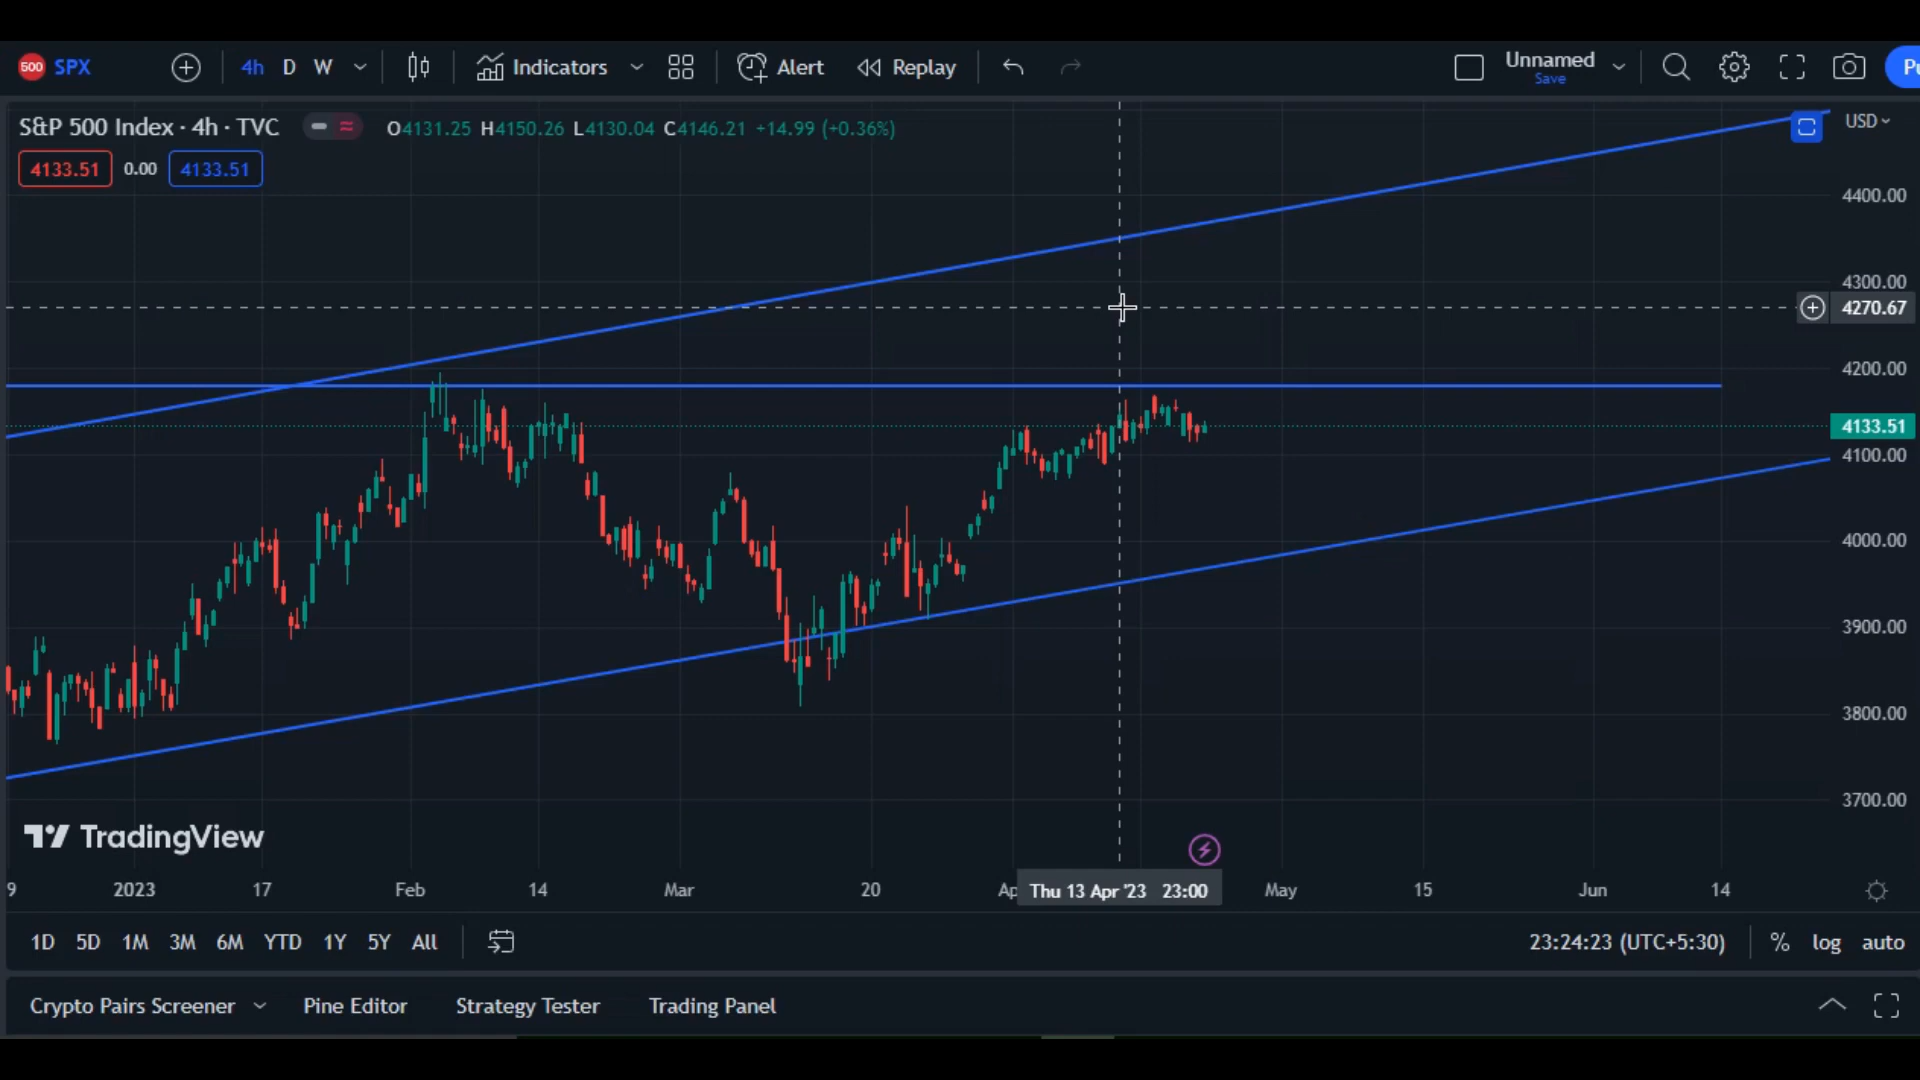 500 SPX 4h D W Indicators Alert Replay Unnamed
Save
S&P 500 Index · 4h · TVC O4131.25 H4150.26 L4130.04 C4146.21 +14.99 (+0.36%) USD
4133.51 0.00 4133.51
4400.00
4300.00
4270.67
4200.00
4133.51
4100.00
4000.00
3900.00
3800.00
3700.00
TradingView
9 2023 17 Feb 14 Mar 20 Ap Thu 13 Apr '23 23:00 May 15 Jun 14
1D 5D 1M 3M 6M YTD 1Y 5Y All 23:24:23 (UTC+5:30) % log auto
Crypto Pairs Screener Pine Editor Strategy Tester Trading Panel